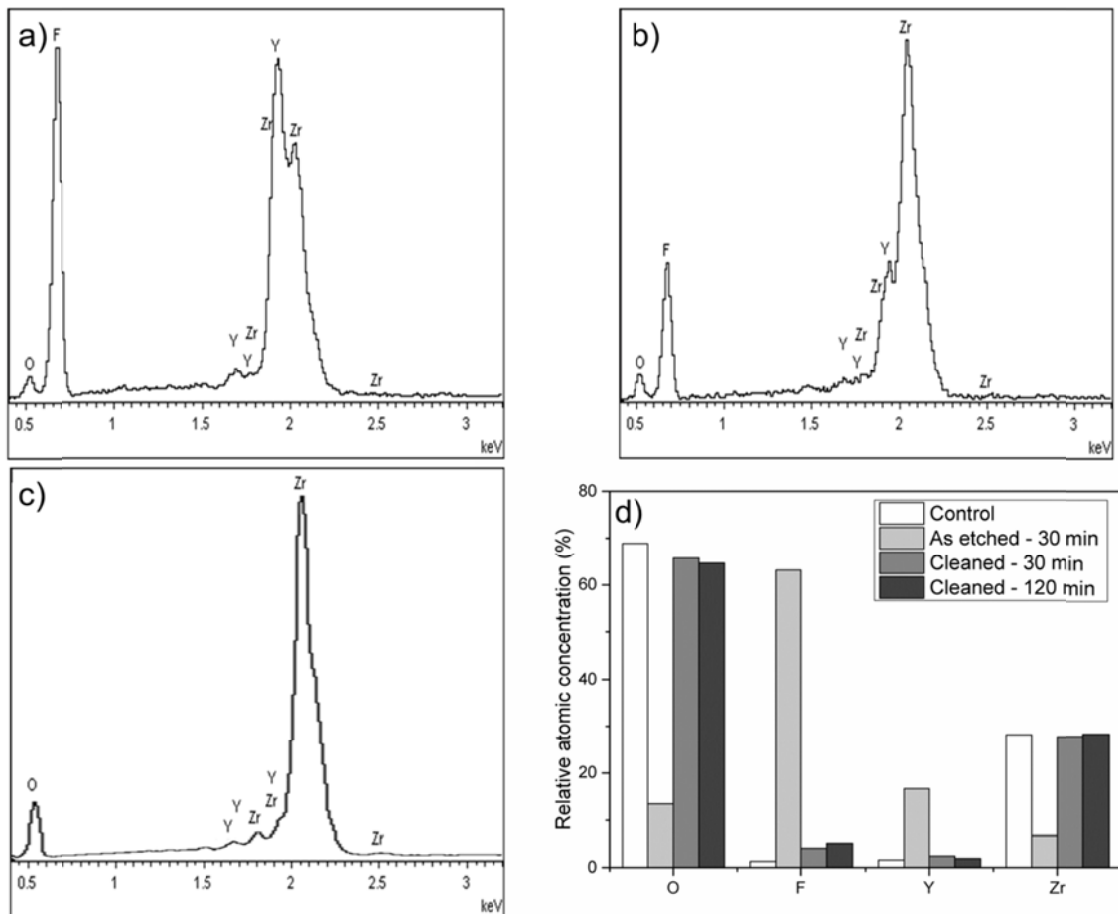 a)
F
Y
Zr
Zr
O
Y
Zr
Y
Zr
0.5 1 1.5 2 2.5 3
keV
b)
Zr
F
Y
Zr
O
Y
Zr
Y
Zr
0.5 1 1.5 2 2.5 3
keV
c)
Zr
O
Y
Y
Zr
Y
Zr
Zr
0.5 1 1.5 2 2.5 3
keV
d)
Control
As etched - 30 min
Cleaned - 30 min
Cleaned - 120 min
Relative atomic concentration (%)
80
60
40
20
0
O F Y Zr